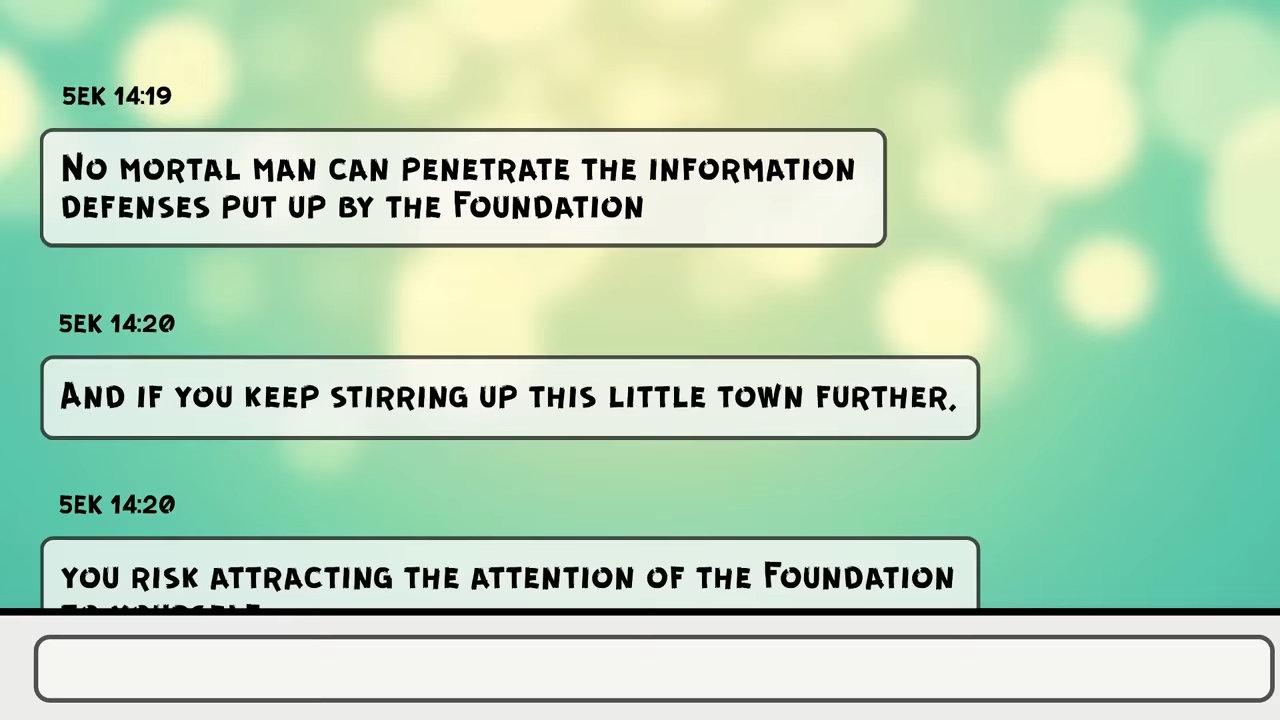 5EK 14:19
No mortal man can penetrate the information
defenses put up by the Foundation
5EK 14:20
And if you keep stirring up this little town further,
5EK 14:20
you risk attracting the attention of the Foundation